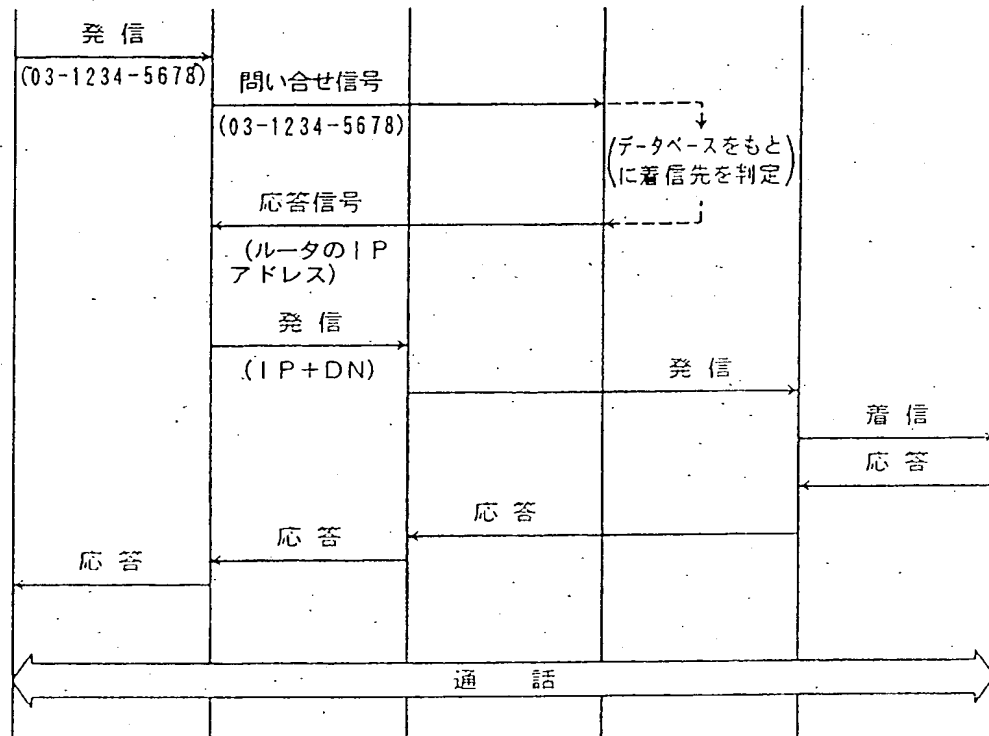 発信
(03-1234-5678)
問い合せ信号
(03-1234-5678)
(データベースをもと
に着信先を判定)
応答信号
(ルータのIP
アドレス)
発信
(IP+DN)
発信
着信
応答
応答
応答
応答
通話